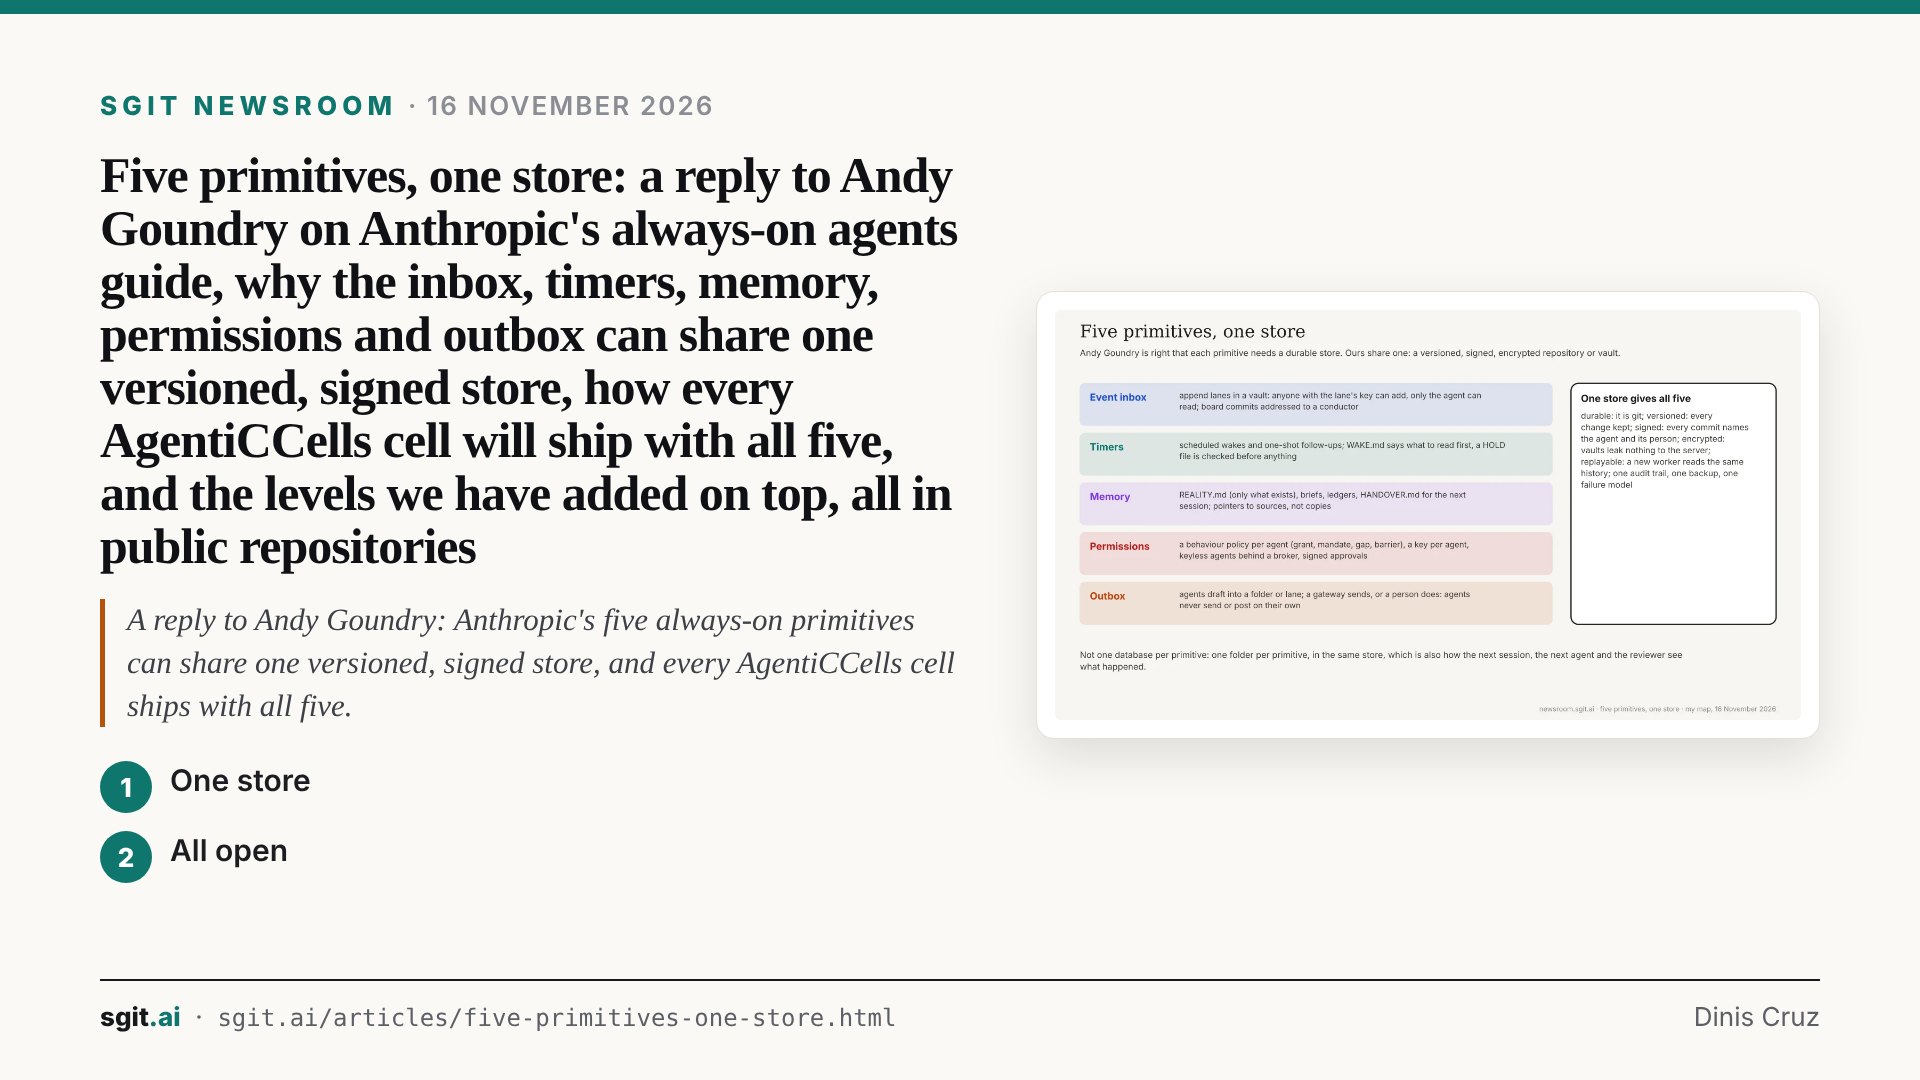 SGIT NEWSROOM · 16 NOVEMBER 2026
Five primitives, one store: a reply to Andy
Goundry on Anthropic's always-on agents
guide, why the inbox, timers, memory,
permissions and outbox can share one
versioned, signed store, how every
AgentiCCells cell will ship with all five,
and the levels we have added on top, all in
public repositories
A reply to Andy Goundry: Anthropic's five always-on primitives
can share one versioned, signed store, and every AgentiCCells cell
ships with all five.
1 One store
2 All open
Five primitives, one store
Andy Goundry is right that each primitive needs a durable store. Ours share one: a versioned, signed, encrypted repository or vault.
Event inbox
append lanes in a vault: anyone with the lane's key can add, only the agent can
read; board commits addressed to a conductor
Timers
scheduled wakes and one-shot follow-ups; WAKE.md says what to read first, a HOLD
file is checked before anything
Memory
REALITY.md (only what exists), briefs, ledgers, HANDOVER.md for the next
session; pointers to sources, not copies
Permissions
a behaviour policy per agent (grant, mandate, gap, barrier), a key per agent,
keyless agents behind a broker, signed approvals
Outbox
agents draft into a folder or lane; a gateway sends, or a person does: agents
never send or post on their own
One store gives all five
durable: it is git; versioned: every
change kept; signed: every commit names
the agent and its person; encrypted:
vaults leak nothing to the server;
replayable: a new worker reads the same
history; one audit trail, one backup, one
failure model
Not one database per primitive: one folder per primitive, in the same store, which is also how the next session, the next agent and the reviewer see
what happened.
newsroom.sgit.ai · five primitives, one store · my map, 16 November 2026
sgit.ai · sgit.ai/articles/five-primitives-one-store.html
Dinis Cruz